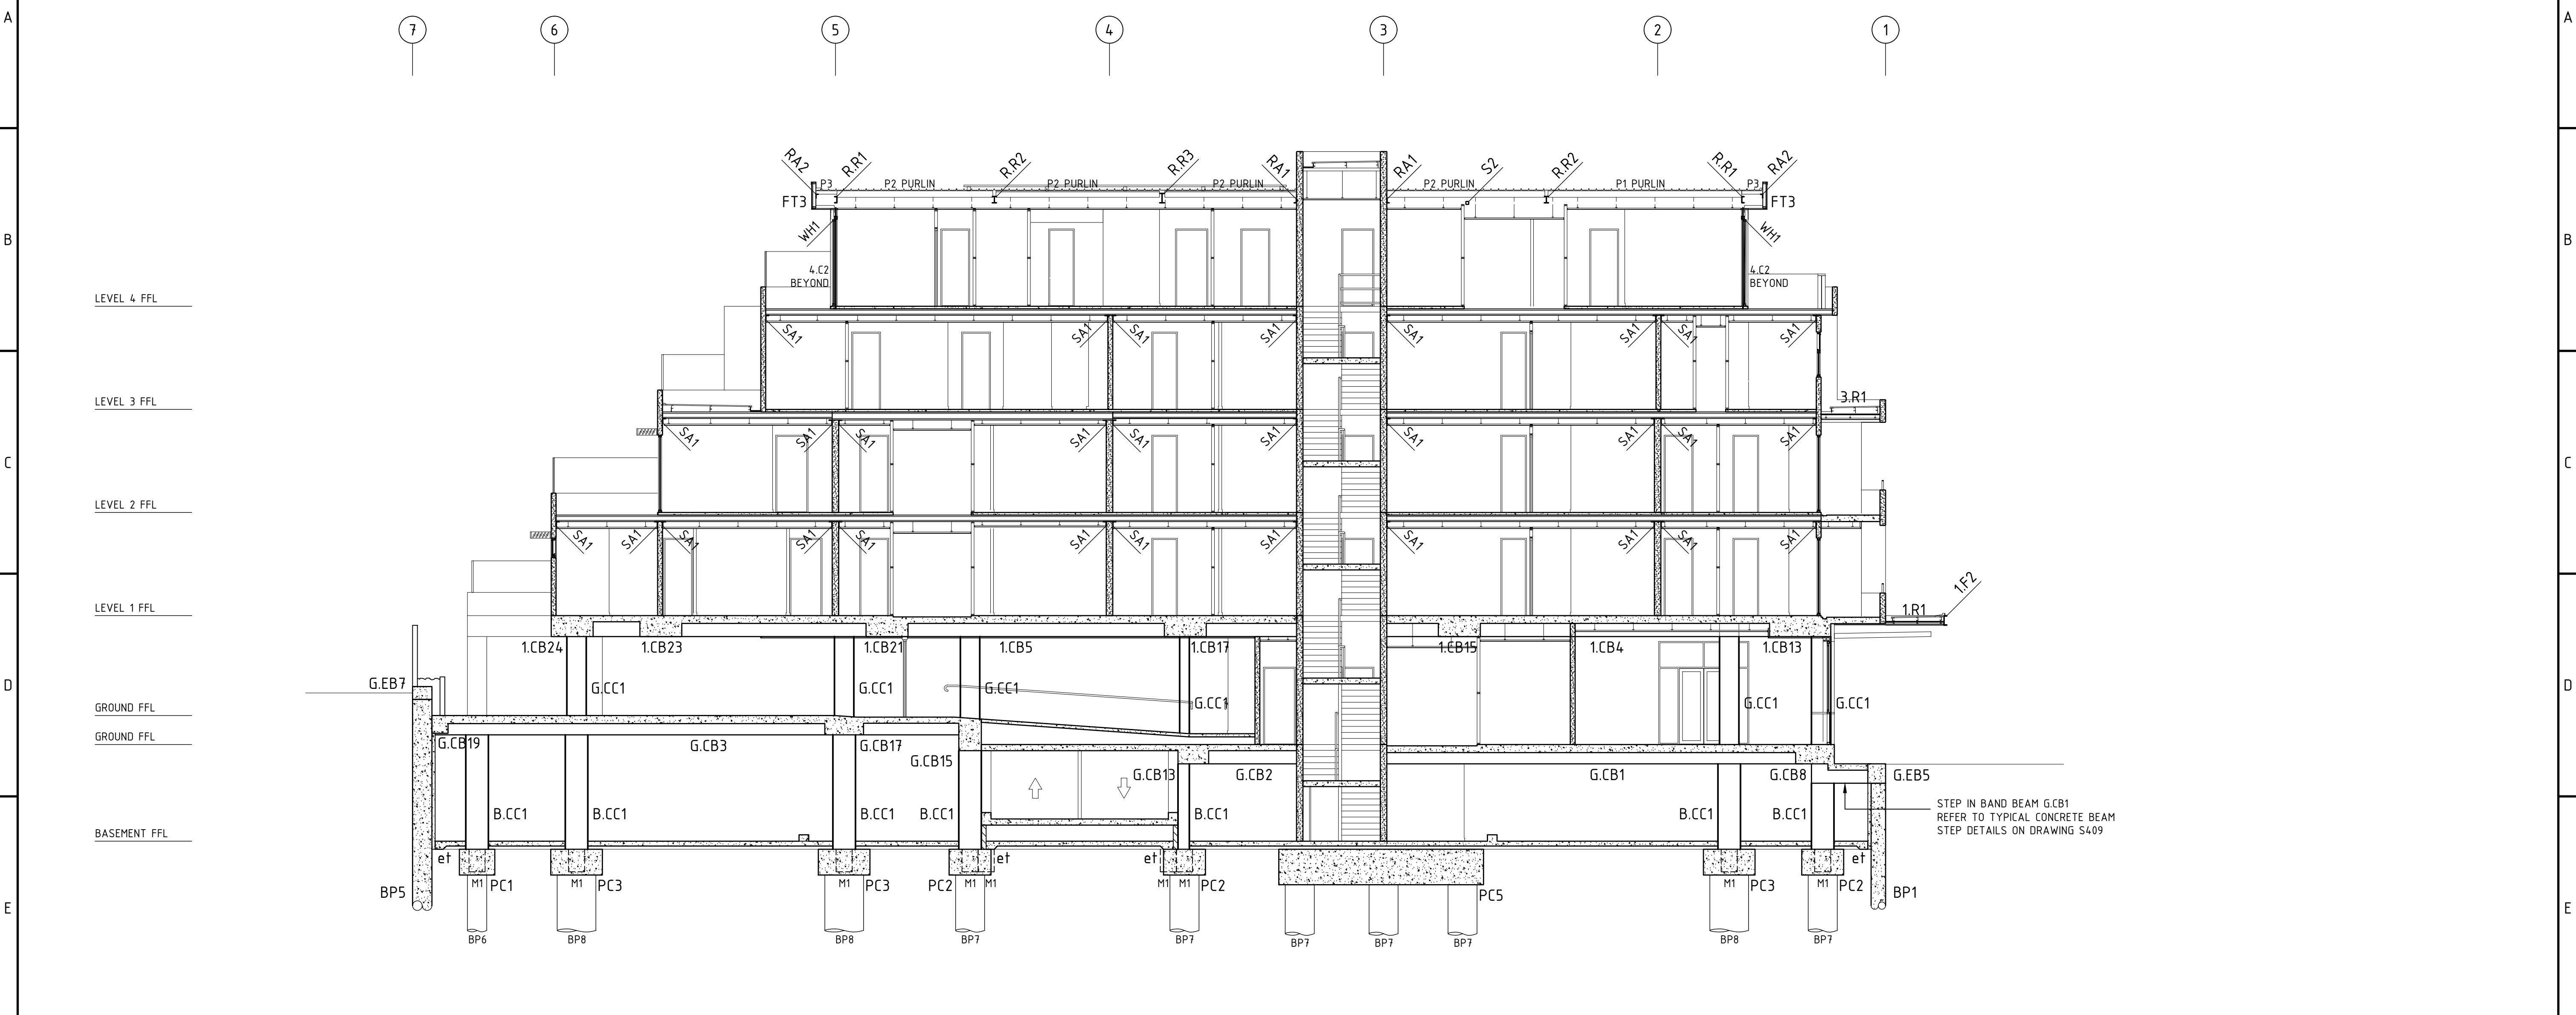 A
A
7
6
5
4
3
2
1
RA2
R.R1
R.R2
R.R3
RA1
RA1
S2
R.R2
R.R1
RA2
P3
P2 PURLIN
P2 PURLIN
P2 PURLIN
P2 PURLIN
P1 PURLIN
P3
FT3
FT3
WH1
WH1
B
B
4.C2
BEYOND
4.C2
BEYOND
LEVEL 4 FFL
SA1
SA1
SA1
SA1
SA1
SA1
SA1
SA1
LEVEL 3 FFL
3.R1
SA1
SA1
SA1
SA1
SA1
SA1
SA1
SA1
SA1
SA1
C
C
LEVEL 2 FFL
SA1
SA1
SA1
SA1
SA1
SA1
SA1
SA1
SA1
SA1
SA1
SA1
1.F2
LEVEL 1 FFL
1.R1
1.CB24
1.CB23
1.CB21
1.CB5
1.CB17
1.CB15
1.CB4
1.CB13
D
D
G.EB7
G.CC1
G.CC1
G.CC1
G.CC1
G.CC1
G.CC1
GROUND FFL
GROUND FFL
G.CB19
G.CB3
G.CB17
G.CB15
G.CB13
G.CB2
G.CB1
G.CB8
G.EB5
STEP IN BAND BEAM G.CB1
REFER TO TYPICAL CONCRETE BEAM
STEP DETAILS ON DRAWING S409
B.CC1
B.CC1
B.CC1
B.CC1
B.CC1
B.CC1
B.CC1
BASEMENT FFL
et
et
et
et
M1
M1
M1
M1
M1
M1
M1
M1
M1
PC1
PC3
PC3
PC2
PC2
PC5
PC3
PC2
BP5
BP1
E
E
BP6
BP8
BP8
BP7
BP7
BP7
BP7
BP7
BP8
BP7